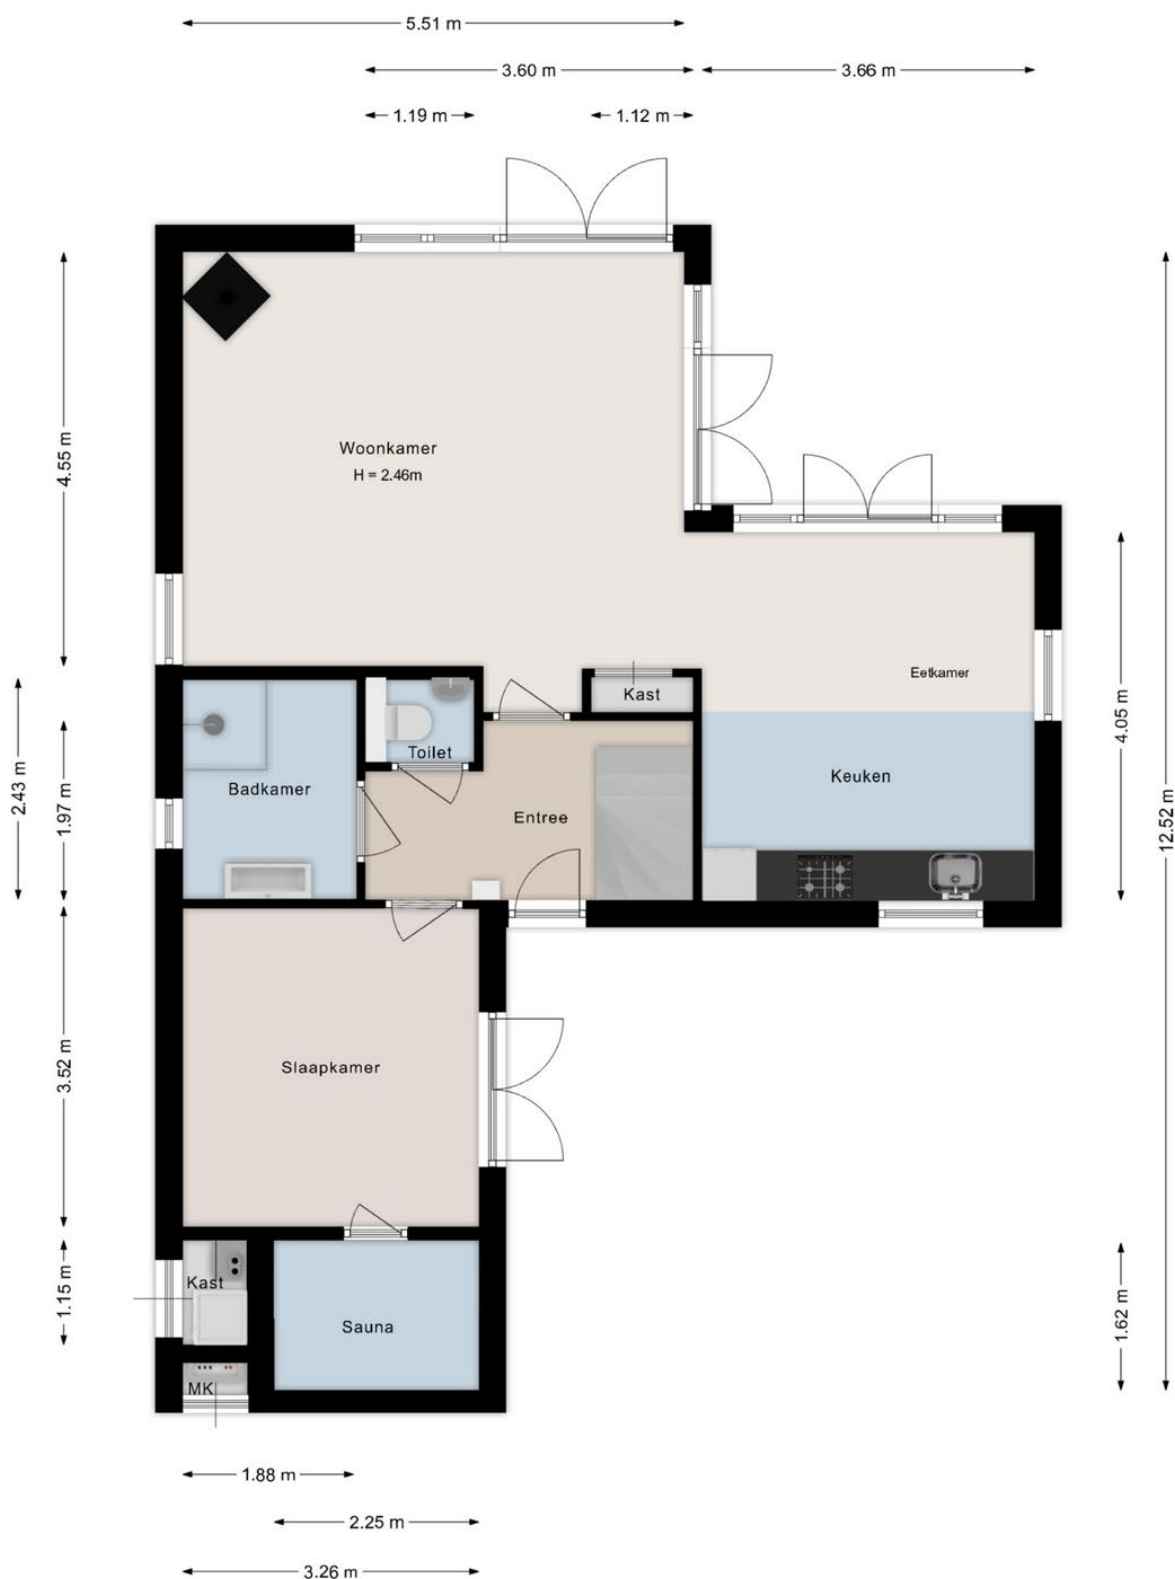 5.51 m
3.60 m
3.66 m
1.19 m
1.12 m
4.55 m
Woonkamer
H = 2.46m
12.52 m
4.05 m
Eetkamer
Kast
Toilet
2.43 m
1.97 m
Badkamer
Keuken
Entree
3.52 m
Slaapkamer
1.15 m
Kast
Sauna
1.62 m
MK
1.88 m
2.25 m
3.26 m